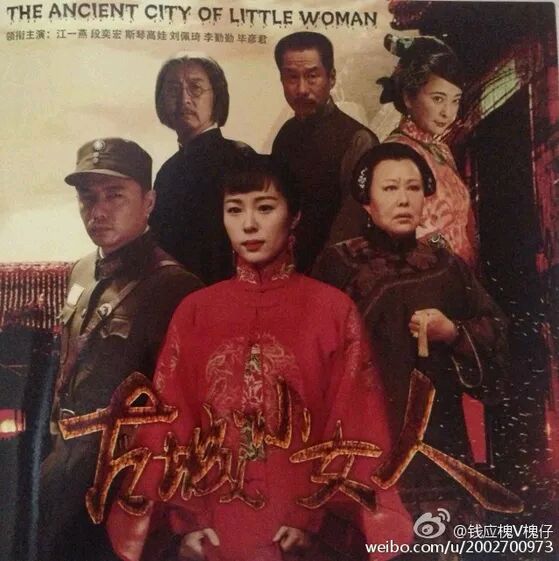 THE ANCIENT CITY OF LITTLE WOMAN
领衔主演：江一燕 段奕宏 斯琴高娃 刘佩琦 李勤勤 毕彦君
古城小女人
@钱应槐V槐仔
weibo.com/u/2002700973